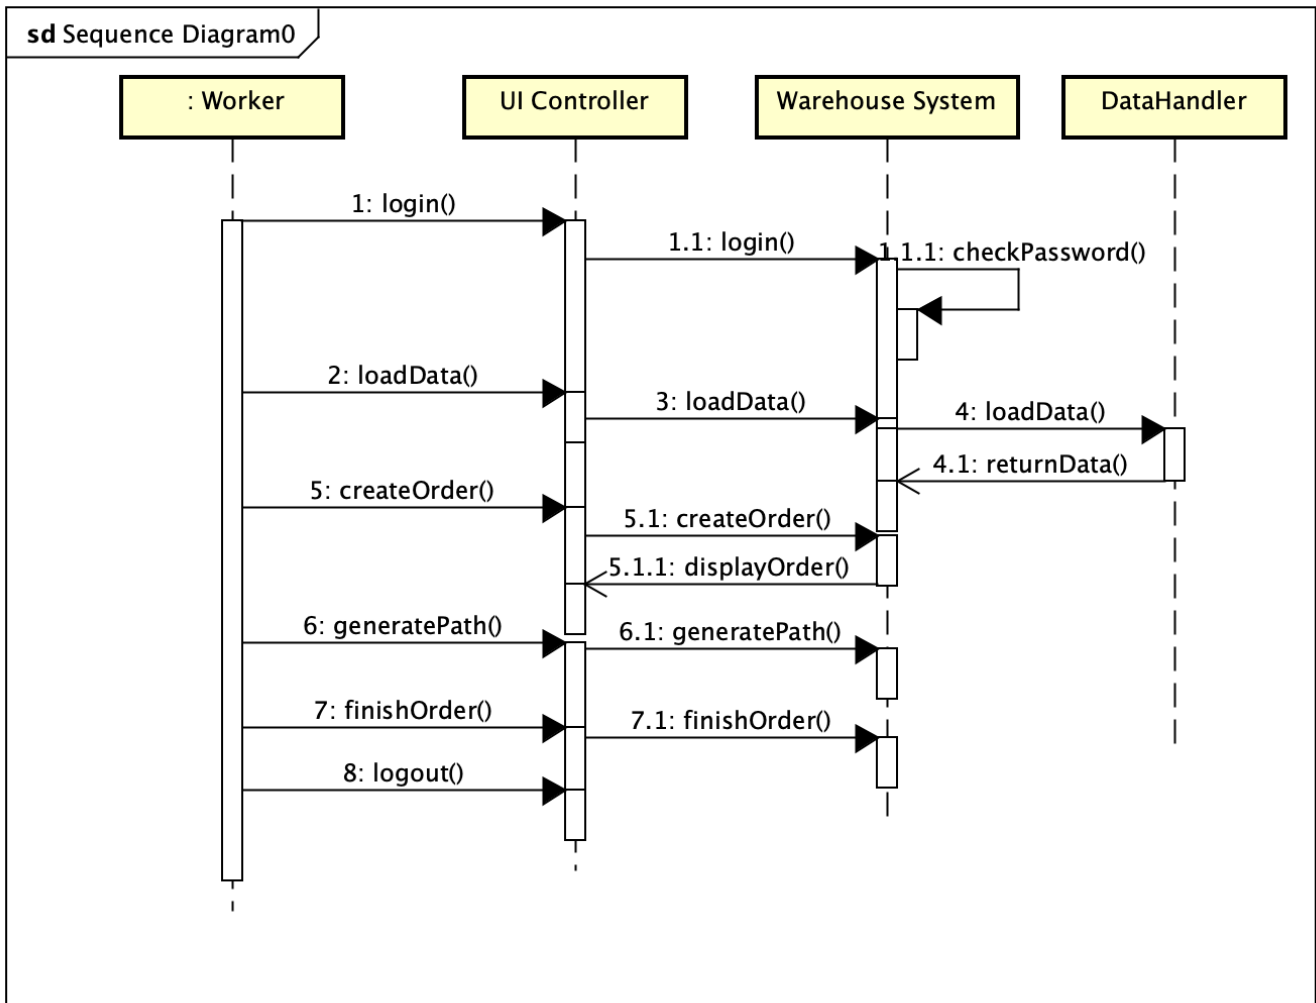 sd Sequence Diagram0
: Worker
UI Controller
Warehouse System
DataHandler
1: login()
1.1: login()
1.1.1: checkPassword()
2: loadData()
3: loadData()
4: loadData()
4.1: returnData()
5: createOrder()
5.1: createOrder()
5.1.1: displayOrder()
6: generatePath()
6.1: generatePath()
7: finishOrder()
7.1: finishOrder()
8: logout()